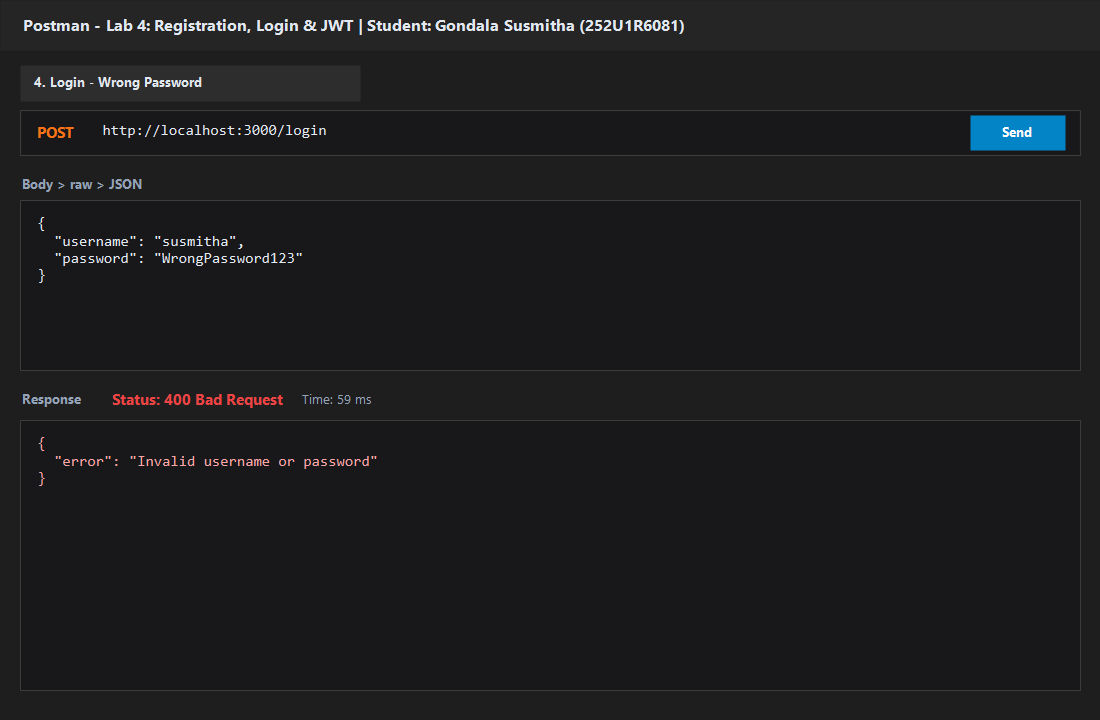 Postman - Lab 4: Registration, Login & JWT | Student: Gondala Susmitha (252U1R6081)
4. Login - Wrong Password
POST http://localhost:3000/login Send
Body > raw > JSON
{
  "username": "susmitha",
  "password": "WrongPassword123"
}
Response Status: 400 Bad Request Time: 59 ms
{
  "error": "Invalid username or password"
}